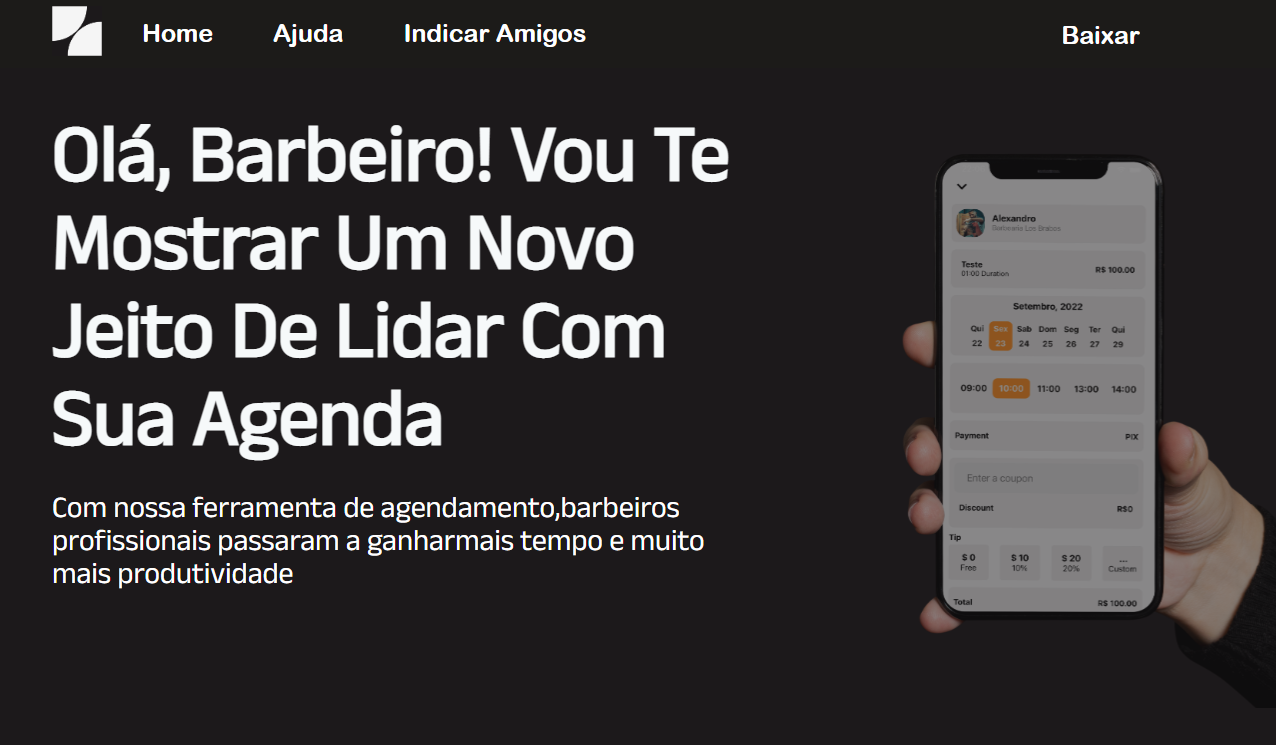 Home Ajuda Indicar Amigos Baixar
Olá, Barbeiro! Vou Te
Mostrar Um Novo
Jeito De Lidar Com
Sua Agenda
Com nossa ferramenta de agendamento,barbeiros
profissionais passaram a ganharmais tempo e muito
mais produtividade
Alexandro
Barbearia Los Brabos
Teste
01:00 Duration
R$ 100.00
Setembro, 2022
Qui Sex Sab Dom Seg Ter Qui
22 23 24 25 26 27 29
09:00 10:00 11:00 13:00 14:00
Payment PIX
Enter a coupon
Discount R$0
Tip
$ 0 $ 10 $ 20 ...
Free 10% 20% Custom
Total R$ 100.00